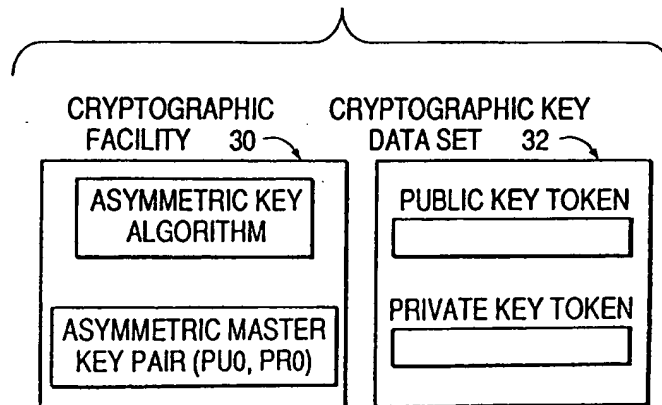 CRYPTOGRAPHIC
FACILITY 30
CRYPTOGRAPHIC KEY
DATA SET 32
ASYMMETRIC KEY
ALGORITHM
ASYMMETRIC MASTER
KEY PAIR (PU0, PR0)
PUBLIC KEY TOKEN
PRIVATE KEY TOKEN